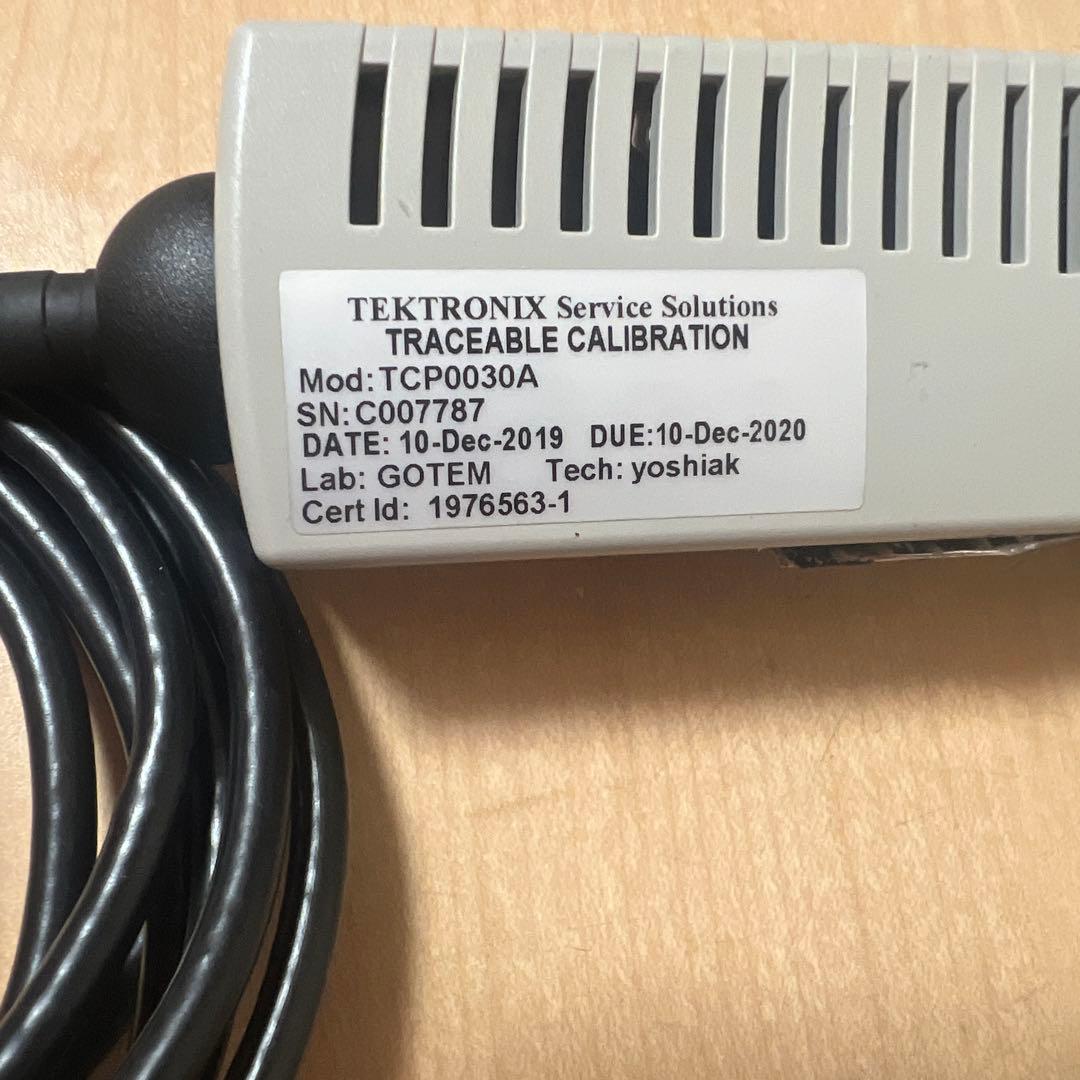 TEKTRONIX Service Solutions
TRACEABLE CALIBRATION
Mod: TCP0030A
SN: C007787
DATE: 10-Dec-2019 DUE:10-Dec-2020
Lab: GOTEM Tech: yoshiak
Cert Id: 1976563-1